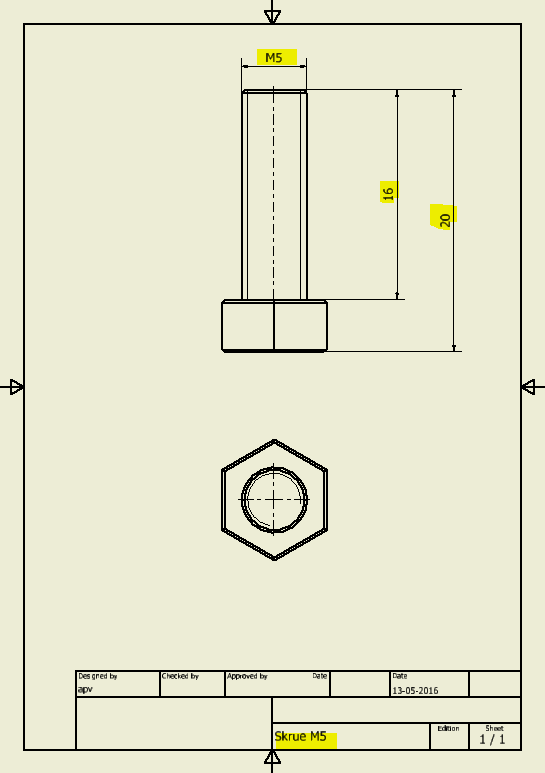 M5
16
20
Designed by
apv
Checked by
Approved by
Date
Date
13-05-2016
Skrue M5
Edition
Sheet
1 / 1